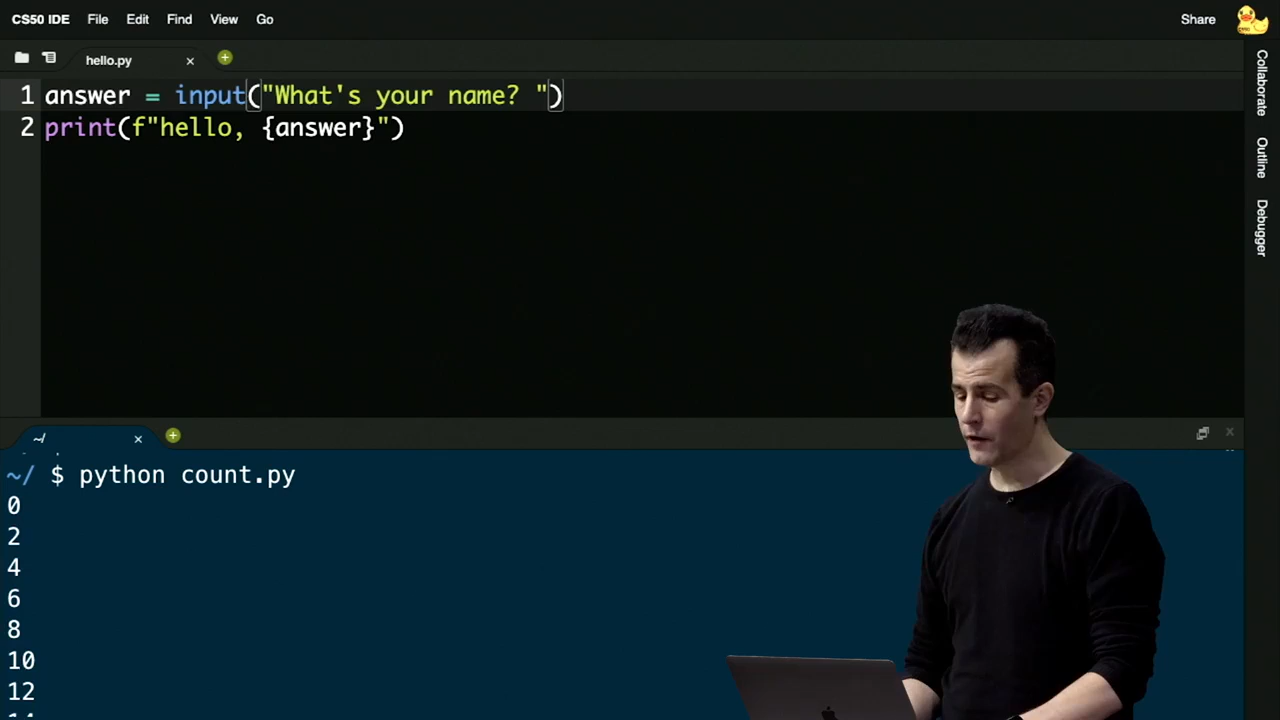 CS50 IDE File Edit Find View Go Share
hello.py
1 answer = input("What's your name? ")
2 print(f"hello, {answer}")
Collaborate
Outline
Debugger
~/
~/ $ python count.py
0
2
4
6
8
10
12